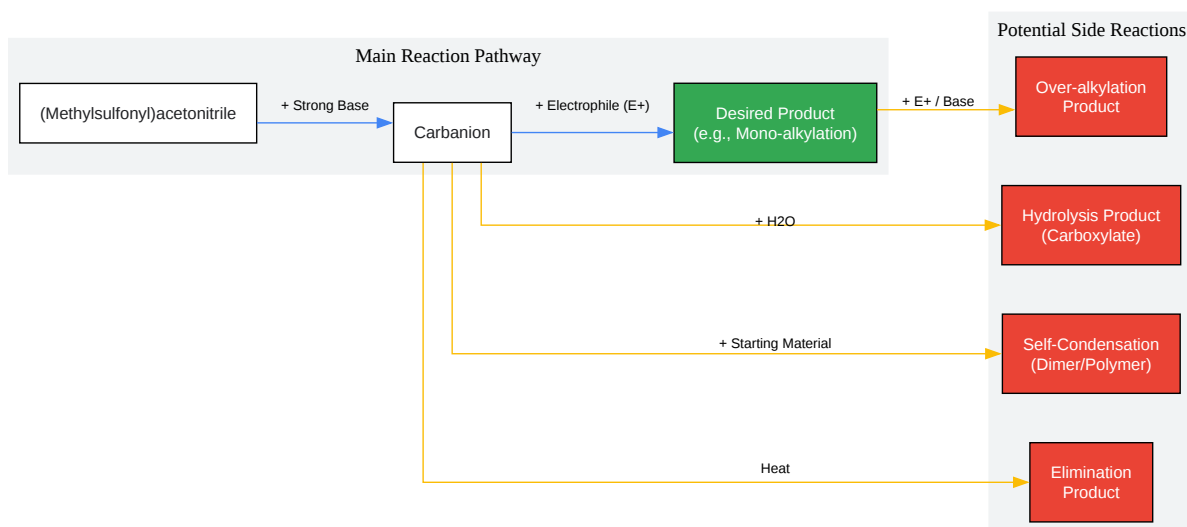 Potential Side Reactions
Main Reaction Pathway
(Methylsulfonyl)acetonitrile
+ Strong Base
Carbanion
+ Electrophile (E+)
Desired Product
(e.g., Mono-alkylation)
+ E+ / Base
Over-alkylation
Product
+ H2O
Hydrolysis Product
(Carboxylate)
+ Starting Material
Self-Condensation
(Dimer/Polymer)
Heat
Elimination
Product